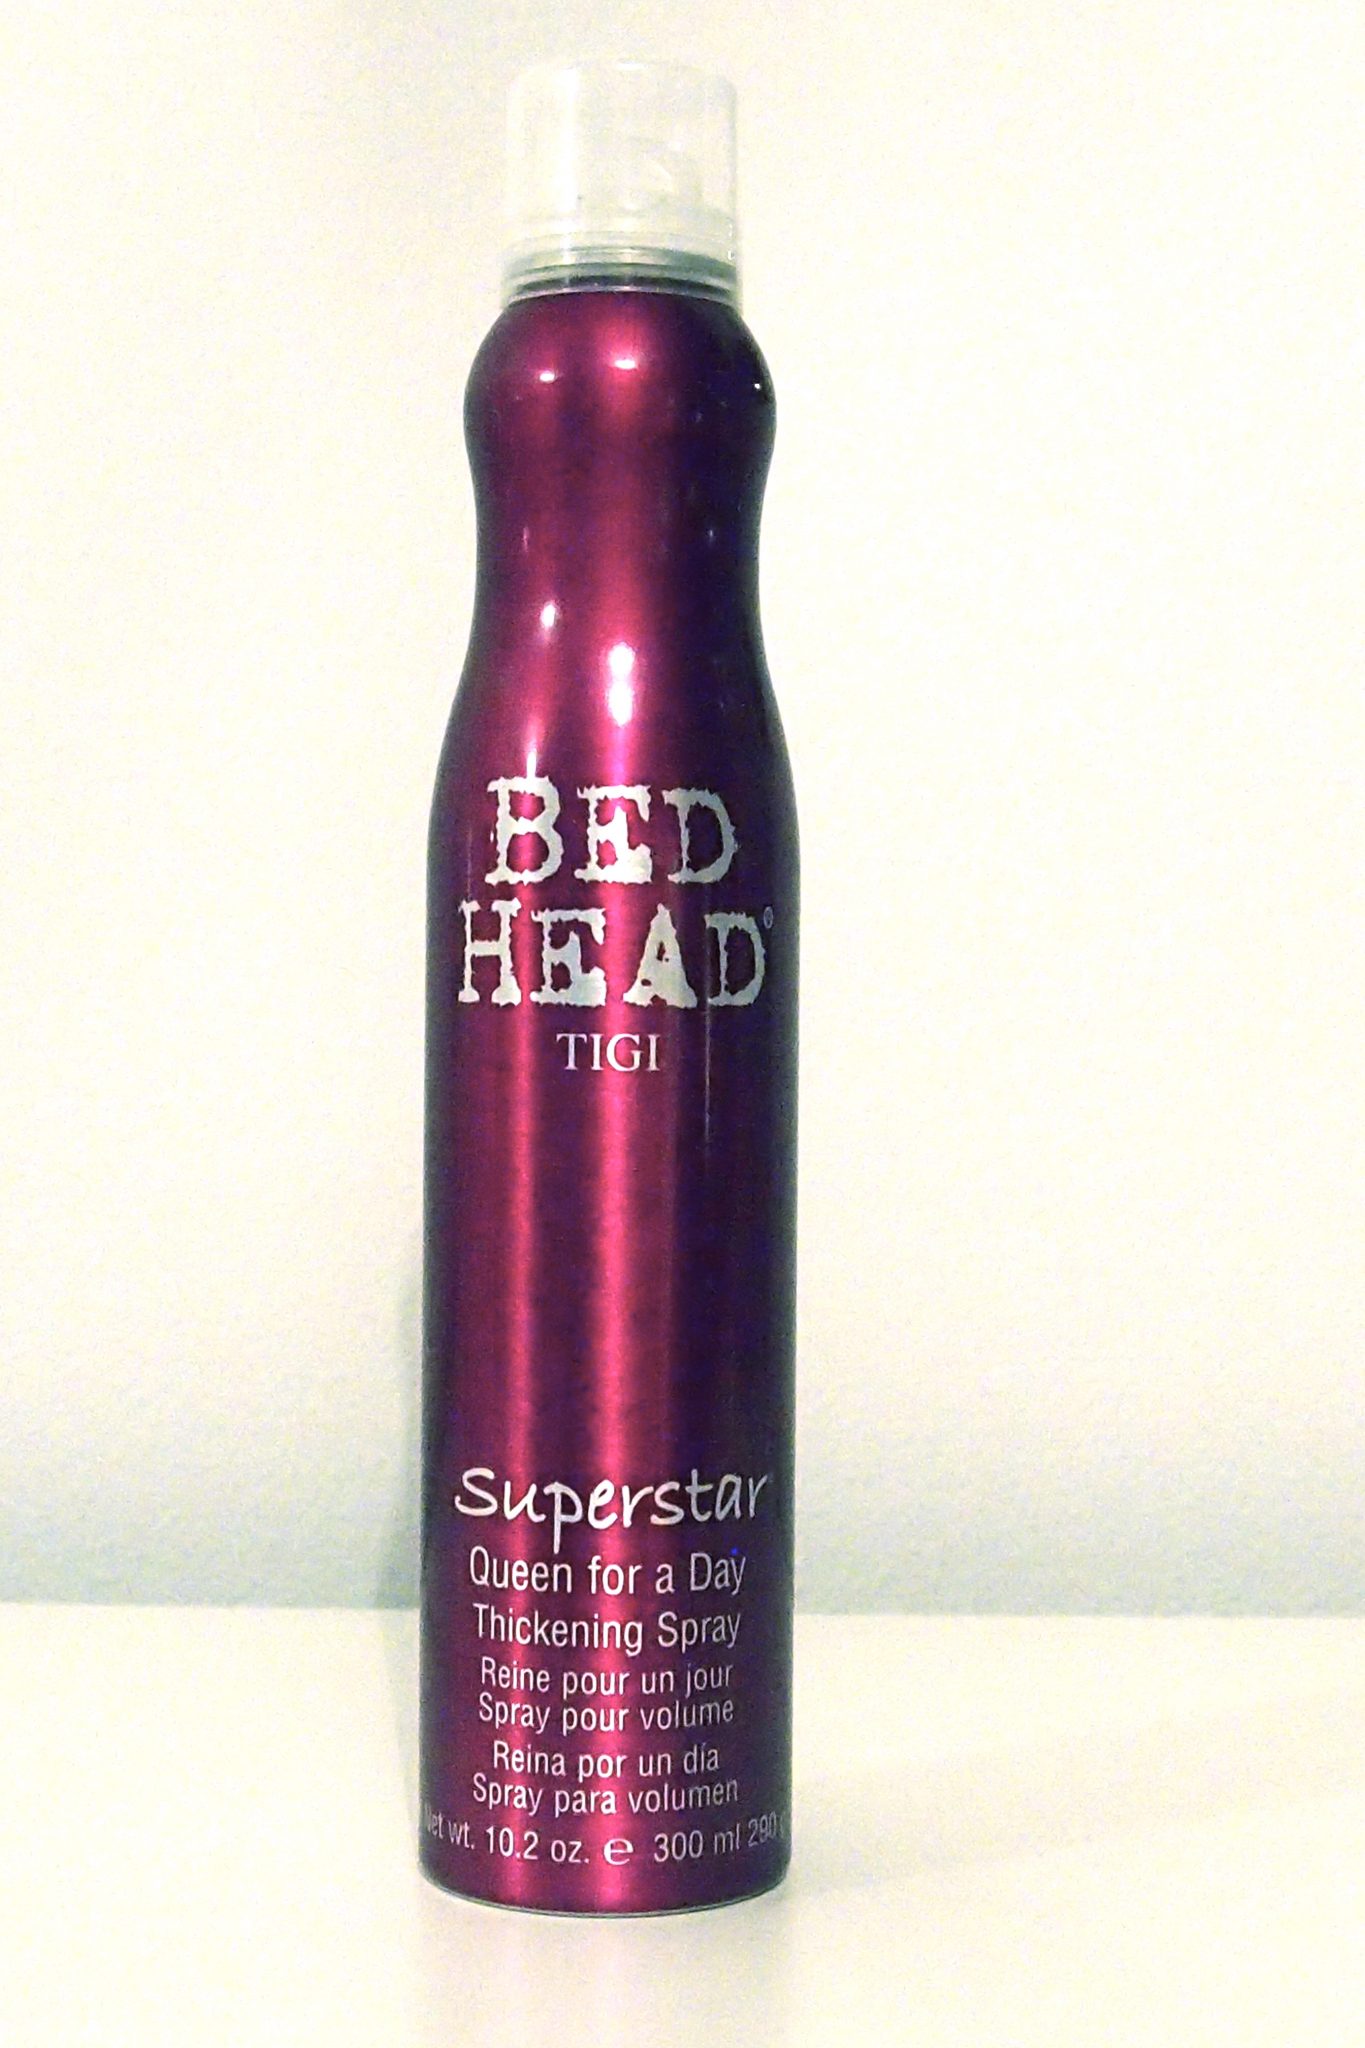 BED
HEAD®
TIGI
Superstar
Queen for a Day
Thickening Spray
Reine pour un jour
Spray pour volume
Reina por un día
Spray para volumen
Net wt. 10.2 oz. ℮ 300 ml 290